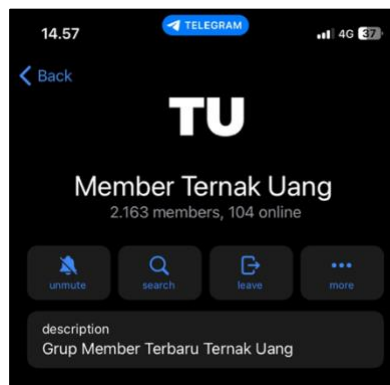 14.57
TELEGRAM
4G 37
Back
TU
Member Ternak Uang
2.163 members, 104 online
unmute search leave more
description
Grup Member Terbaru Ternak Uang